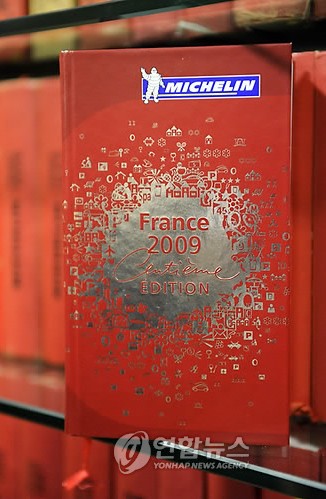 MICHELIN
France
2009
Centième
EDITION
연합뉴스
YONHAP NEWS AGENCY